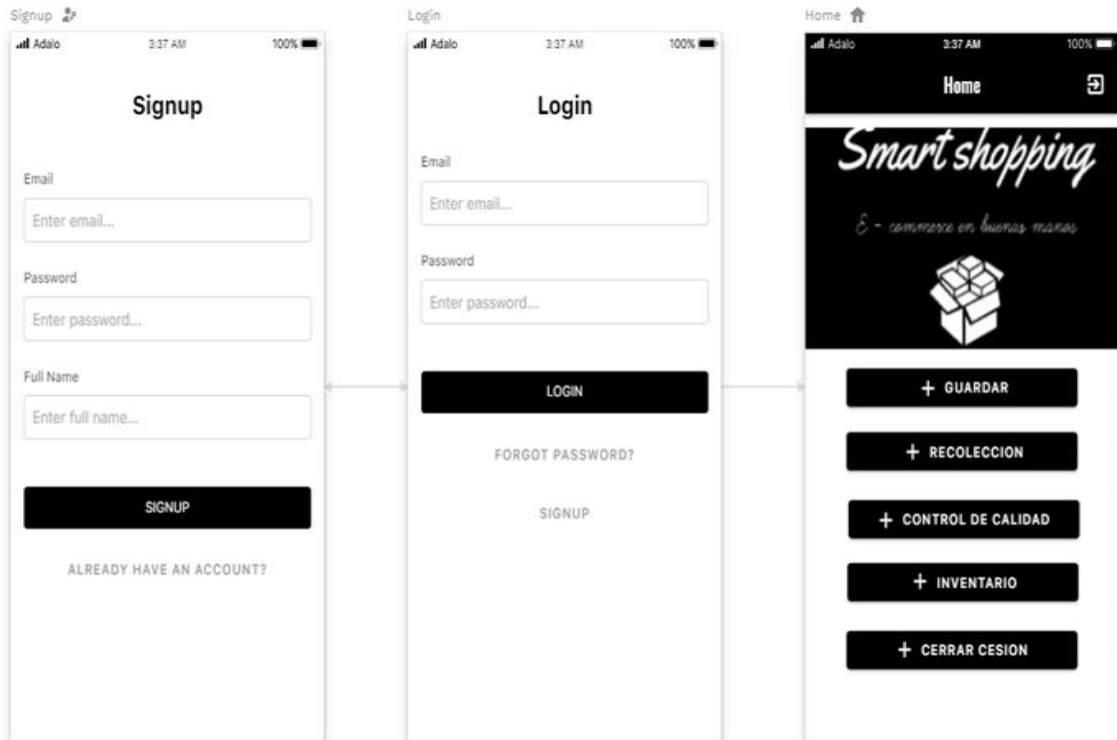 Signup
Adalo 3:37 AM 100%
Signup
Email
Enter email...
Password
Enter password...
Full Name
Enter full name...
SIGNUP
ALREADY HAVE AN ACCOUNT?
Login
Adalo 3:37 AM 100%
Login
Email
Enter email...
Password
Enter password...
LOGIN
FORGOT PASSWORD?
SIGNUP
Home
Adalo 3:37 AM 100%
Home
Smart shopping
E - commerce en buenas manos
+ GUARDAR
+ RECOLECCION
+ CONTROL DE CALIDAD
+ INVENTARIO
+ CERRAR CESION